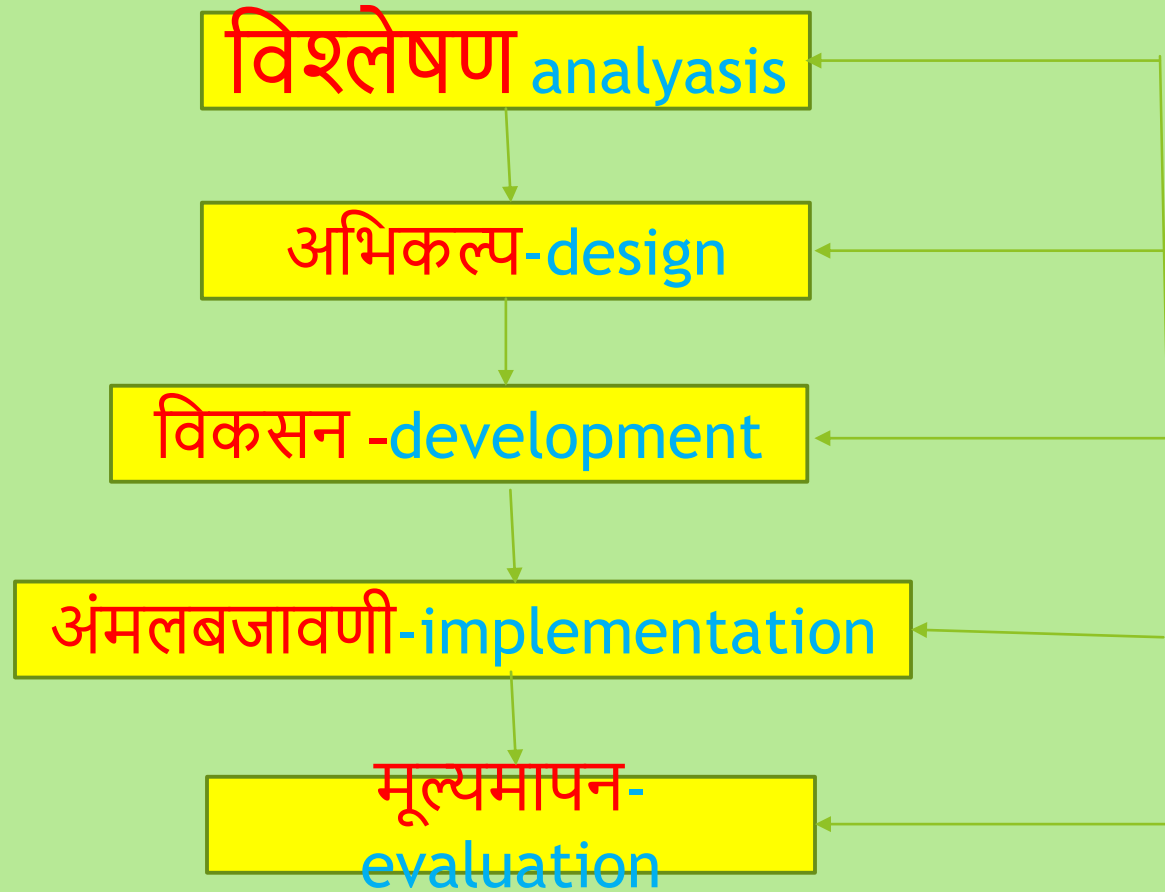 विश्लेषण analyasis
अभिकल्प-design
विकसन -development
अंमलबजावणी-implementation
मूल्यमापन-
evaluation